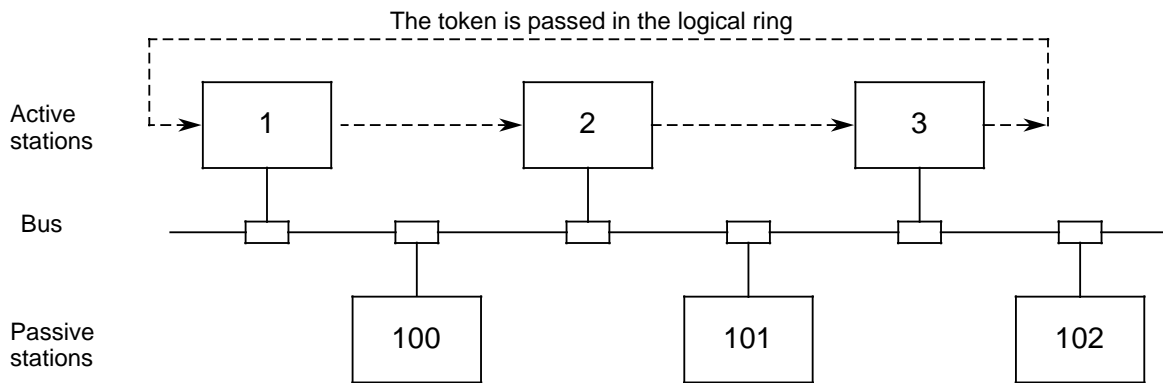 The token is passed in the logical ring
Active
stations
1
2
3
Bus
Passive
stations
100
101
102